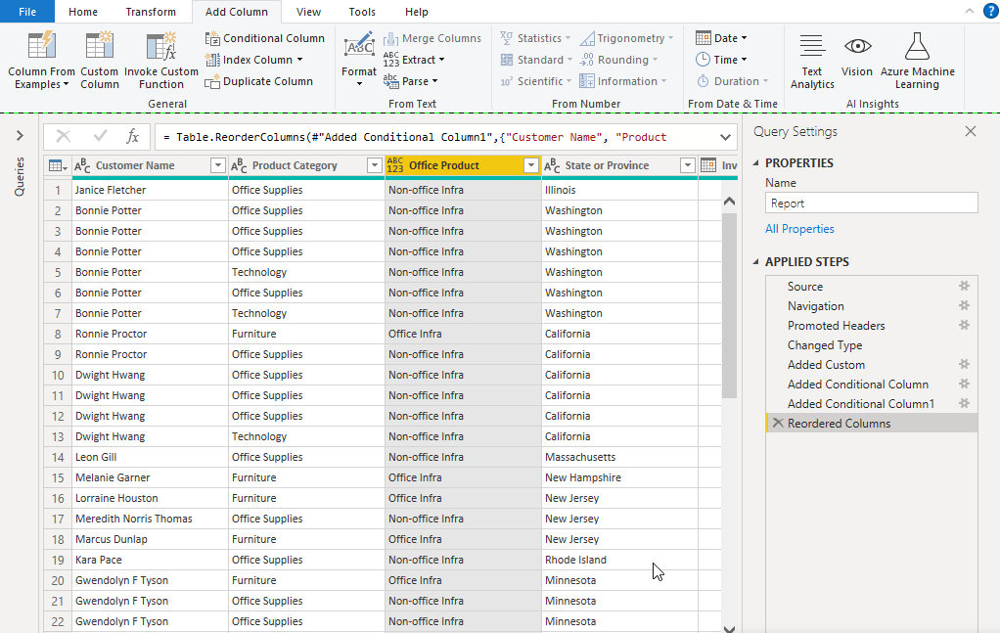 File Home Transform Add Column View Tools Help
Column From Examples
Custom Column
Invoke Custom Function
Conditional Column
Index Column
Duplicate Column
General
ABC
Format
Merge Columns
ABC 123 Extract
abc Parse
From Text
Statistics
Standard
10² Scientific
Trigonometry
.00 Rounding
Information
From Number
Date
Time
Duration
From Date & Time
Text Analytics
Vision
Azure Machine Learning
AI Insights
Queries
fx = Table.ReorderColumns(#"Added Conditional Column1",{"Customer Name", "Product
ABC Customer Name ABC Product Category ABC 123 Office Product ABC State or Province Inv
1 Janice Fletcher Office Supplies Non-office Infra Illinois
2 Bonnie Potter Office Supplies Non-office Infra Washington
3 Bonnie Potter Office Supplies Non-office Infra Washington
4 Bonnie Potter Office Supplies Non-office Infra Washington
5 Bonnie Potter Technology Non-office Infra Washington
6 Bonnie Potter Office Supplies Non-office Infra Washington
7 Bonnie Potter Technology Non-office Infra Washington
8 Ronnie Proctor Furniture Office Infra California
9 Ronnie Proctor Office Supplies Non-office Infra California
10 Dwight Hwang Office Supplies Non-office Infra California
11 Dwight Hwang Office Supplies Non-office Infra California
12 Dwight Hwang Office Supplies Non-office Infra California
13 Dwight Hwang Technology Non-office Infra California
14 Leon Gill Office Supplies Non-office Infra Massachusetts
15 Melanie Garner Furniture Office Infra New Hampshire
16 Lorraine Houston Furniture Office Infra New Jersey
17 Meredith Norris Thomas Office Supplies Non-office Infra New Jersey
18 Marcus Dunlap Furniture Office Infra New Jersey
19 Kara Pace Office Supplies Non-office Infra Rhode Island
20 Gwendolyn F Tyson Furniture Office Infra Minnesota
21 Gwendolyn F Tyson Office Supplies Non-office Infra Minnesota
22 Gwendolyn F Tyson Office Supplies Non-office Infra Minnesota
Query Settings
PROPERTIES
Name
Report
All Properties
APPLIED STEPS
Source
Navigation
Promoted Headers
Changed Type
Added Custom
Added Conditional Column
Added Conditional Column1
Reordered Columns